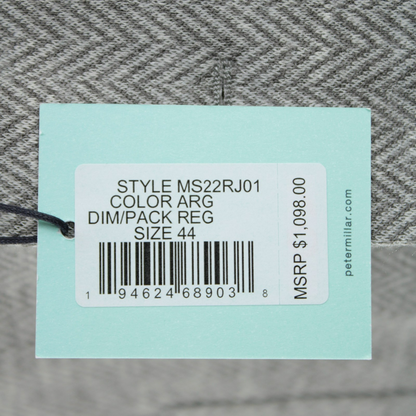 STYLE MS22RJ01
COLOR ARG
DIM/PACK REG
SIZE 44
1 94624 68903 8
MSRP $1,098.00
petermillar.com